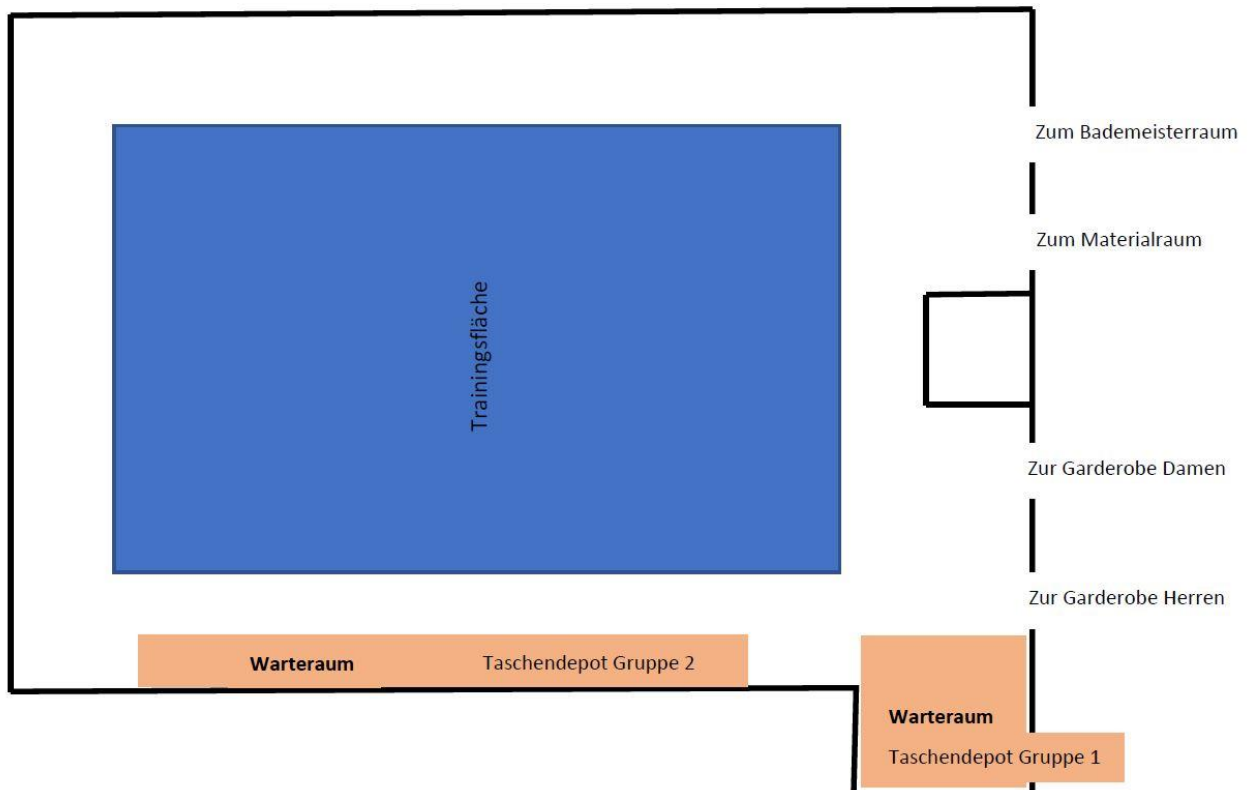 Zum Bademeisterraum
Zum Materialraum
Trainingsfläche
Zur Garderobe Damen
Zur Garderobe Herren
Warteraum Taschendepot Gruppe 2
Warteraum
Taschendepot Gruppe 1